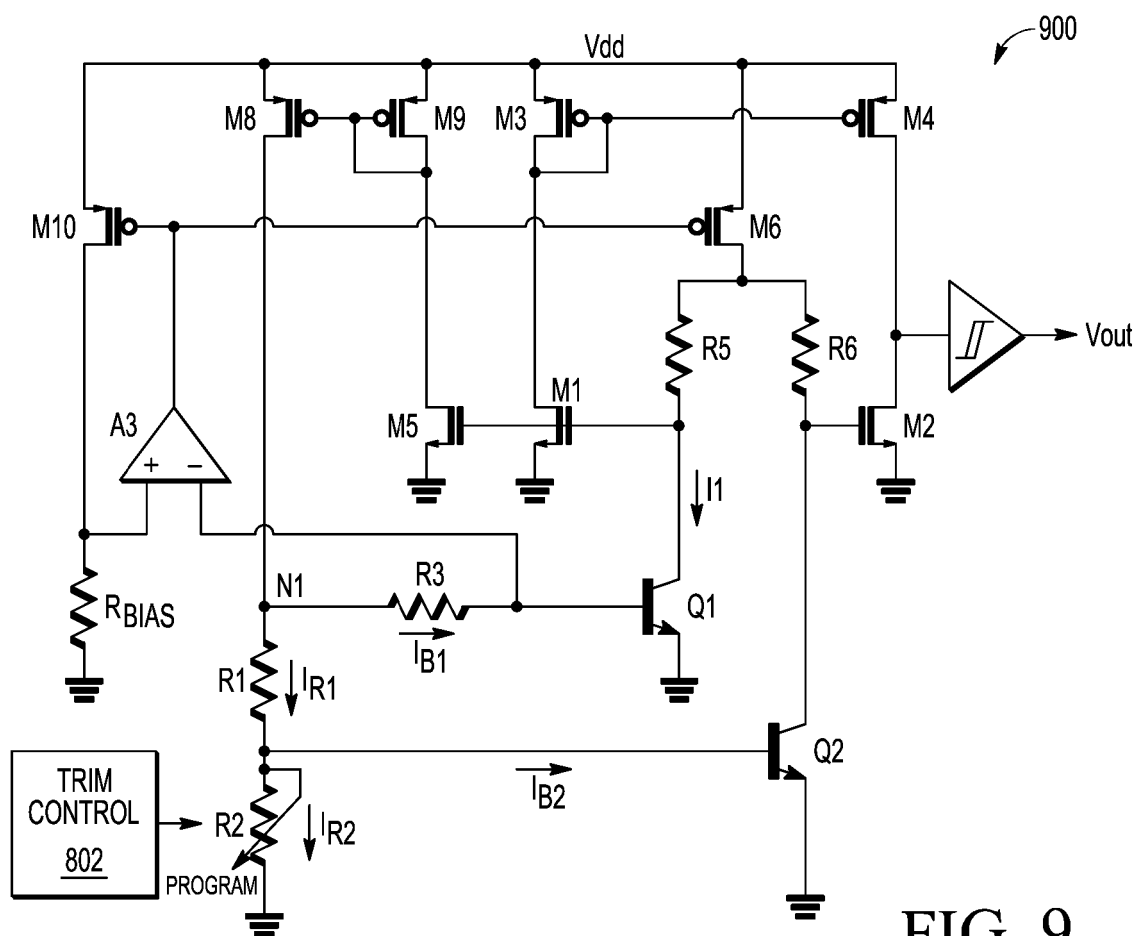 900
Vdd
M8
M9
M3
M4
M10
M6
R5
R6
Vout
A3
M5
M1
M2
+
−
I1
N1
R3
Q1
RBIAS
IB1
R1
IR1
Q2
IB2
TRIM
CONTROL
802
R2
IR2
PROGRAM
FIG. 9